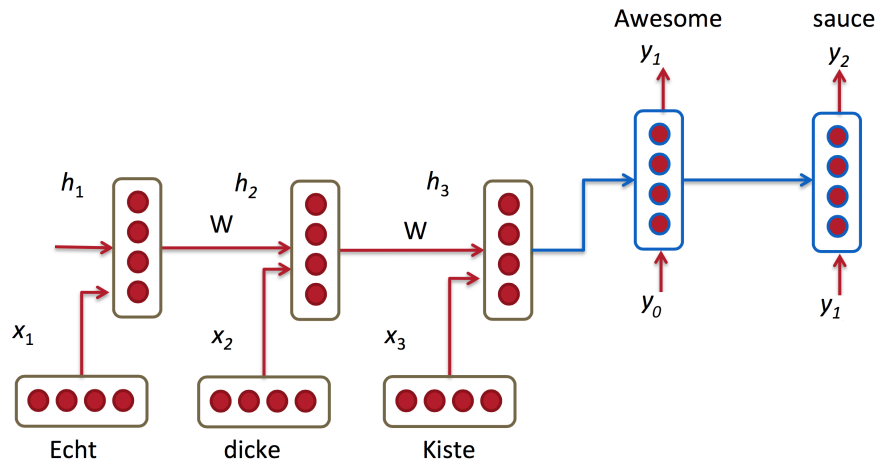 Awesome sauce
y1 y2
h1 h2 h3
W W
y0 y1
x1 x2 x3
Echt dicke Kiste